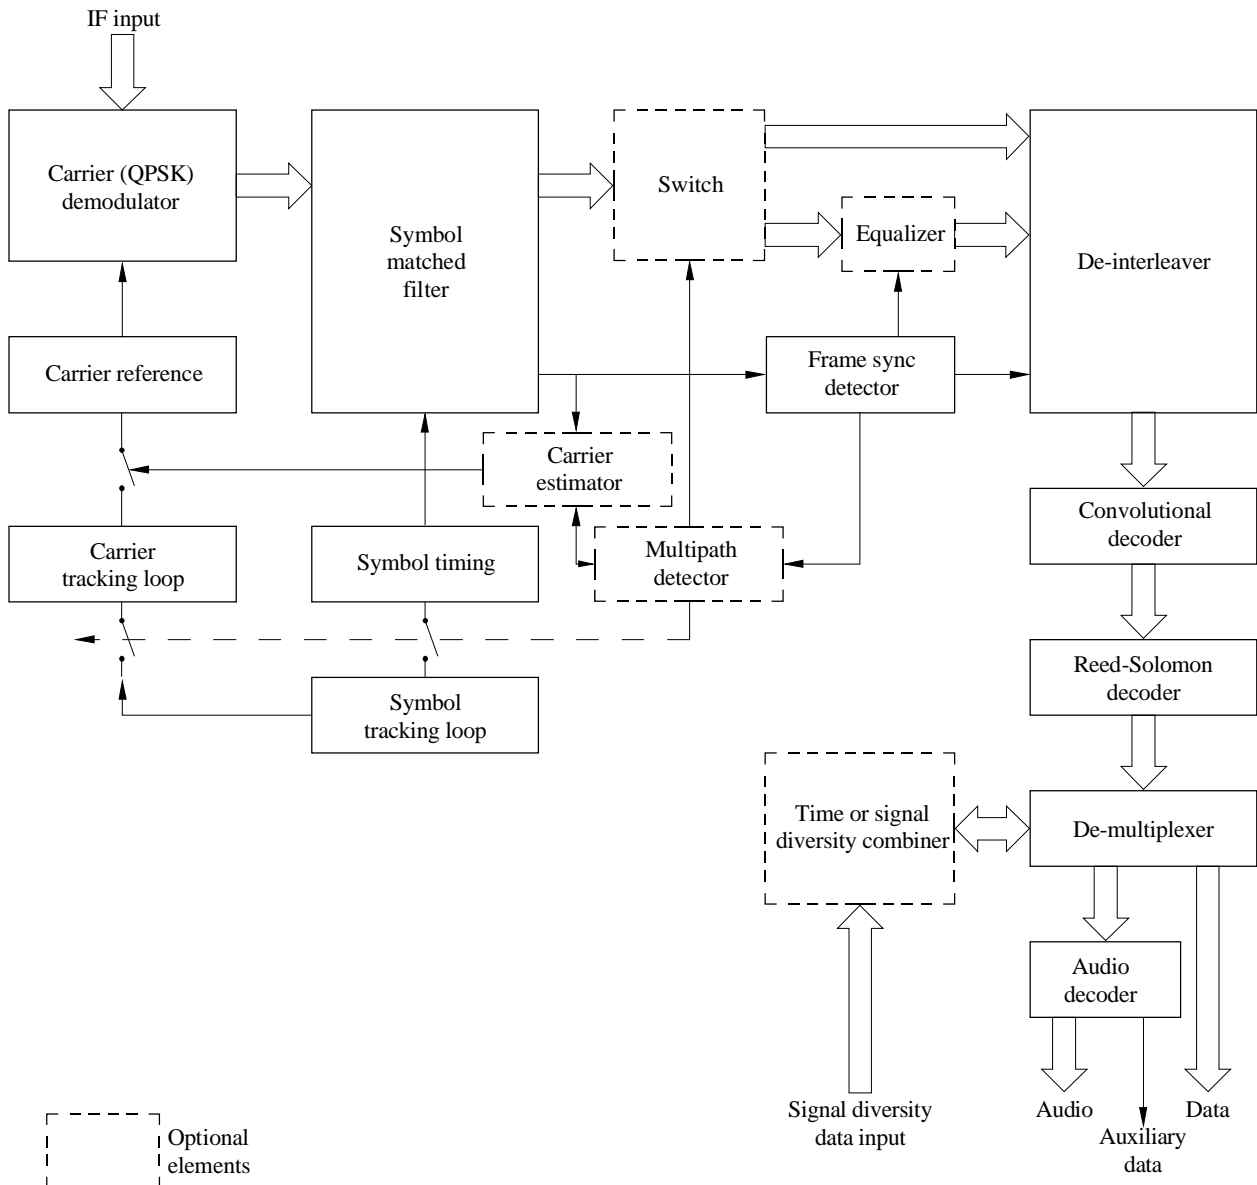 IF input
Carrier (QPSK)
demodulator
Symbol
matched
filter
Switch
Equalizer
De-interleaver
Carrier reference
Frame sync
detector
Carrier
estimator
Convolutional
decoder
Carrier
tracking loop
Symbol timing
Multipath
detector
Reed-Solomon
decoder
Symbol
tracking loop
Time or signal
diversity combiner
De-multiplexer
Audio
decoder
Signal diversity
data input
Audio
Data
Auxiliary
data
Optional
elements